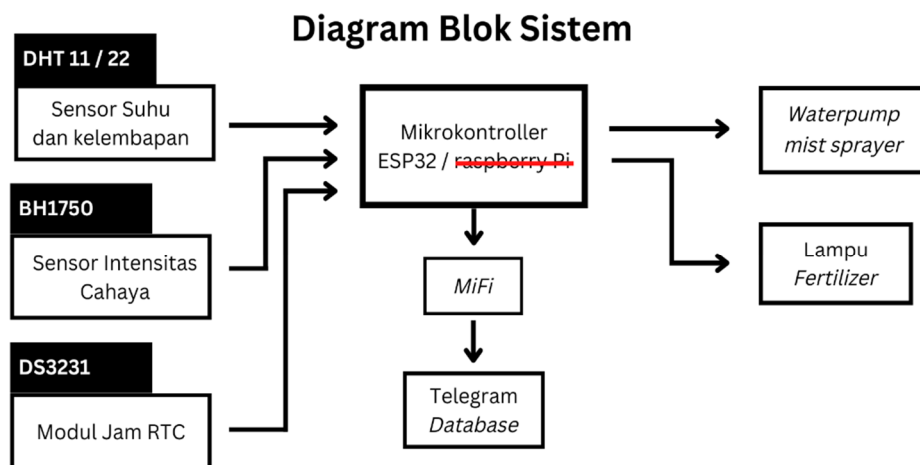 Diagram Blok Sistem
DHT 11 / 22
Sensor Suhu
dan kelembapan
BH1750
Sensor Intensitas
Cahaya
DS3231
Modul Jam RTC
Mikrokontroller
ESP32 / raspberry Pi
MiFi
Telegram
Database
Waterpump
mist sprayer
Lampu
Fertilizer